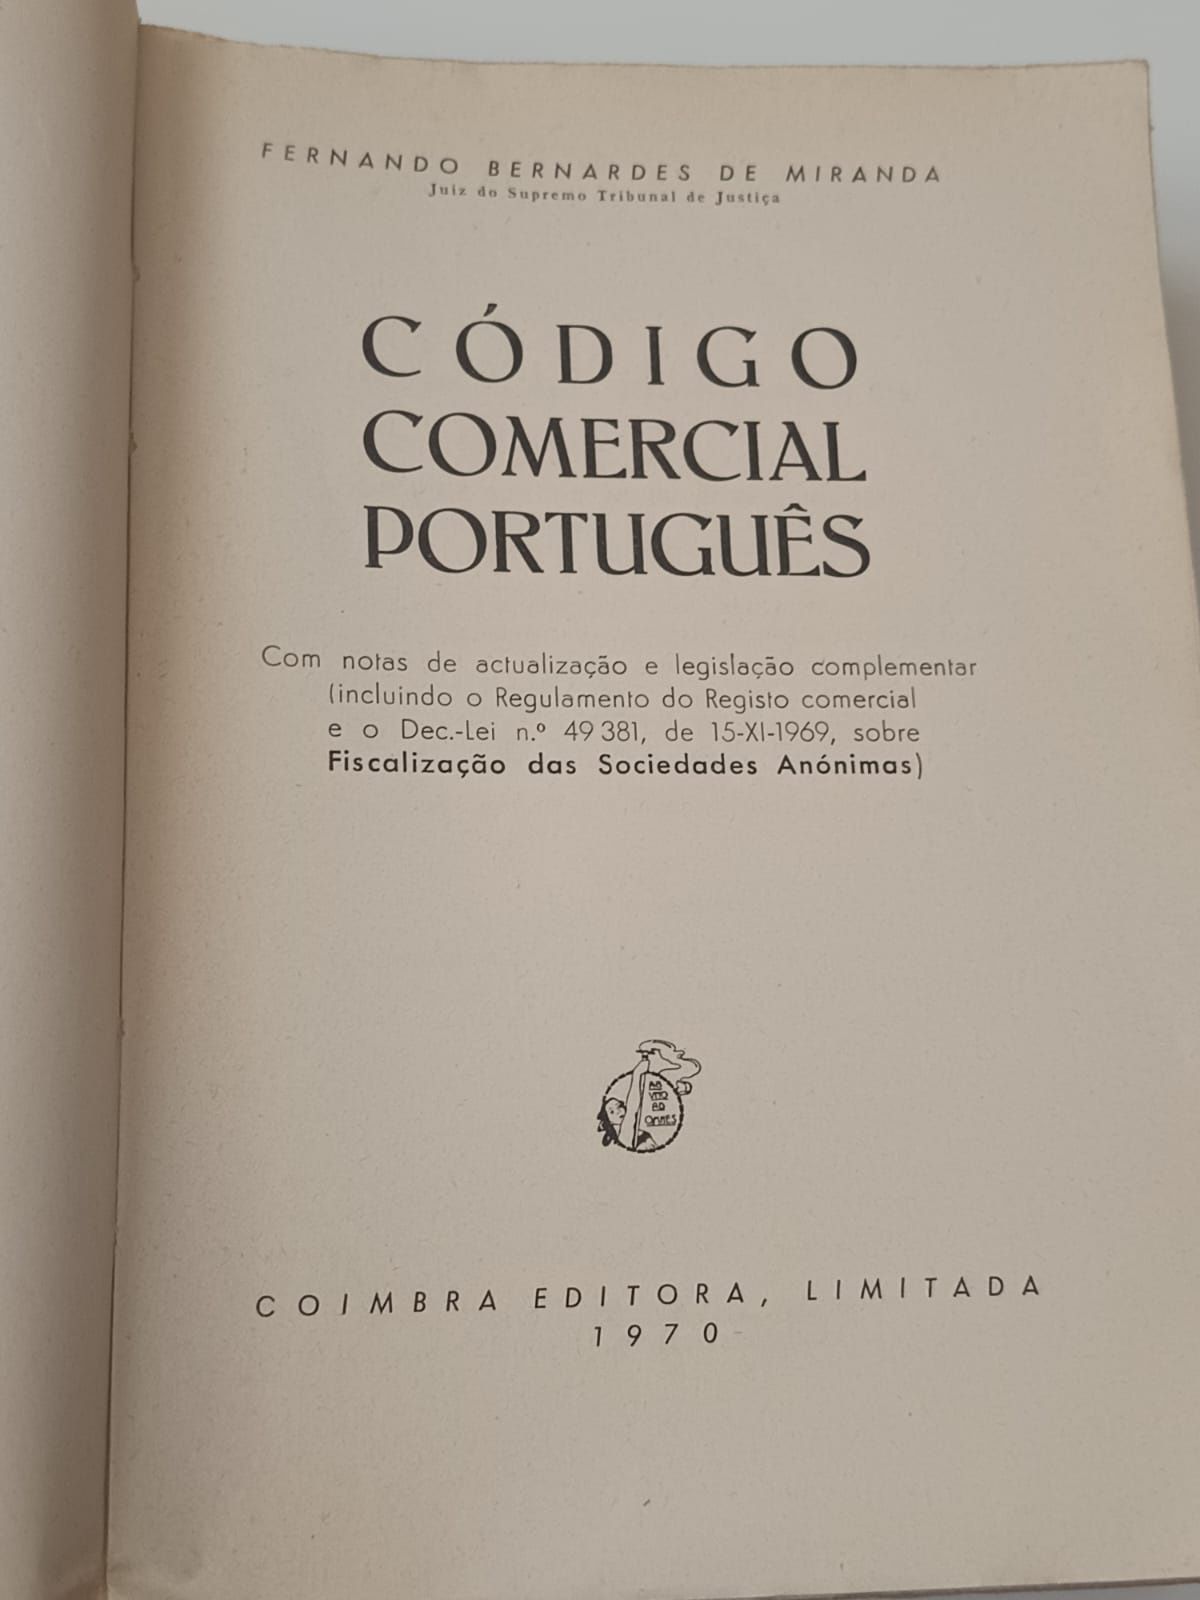 FERNANDO BERNARDES DE MIRANDA
Juiz do Supremo Tribunal de Justiça
CÓDIGO
COMERCIAL
PORTUGUÊS
Com notas de actualização e legislação complementar
(incluindo o Regulamento do Registo comercial
e o Dec.-Lei n.º 49 381, de 15-XI-1969, sobre
Fiscalização das Sociedades Anónimas)
AD
OMNES
COIMBRA EDITORA, LIMITADA
1970